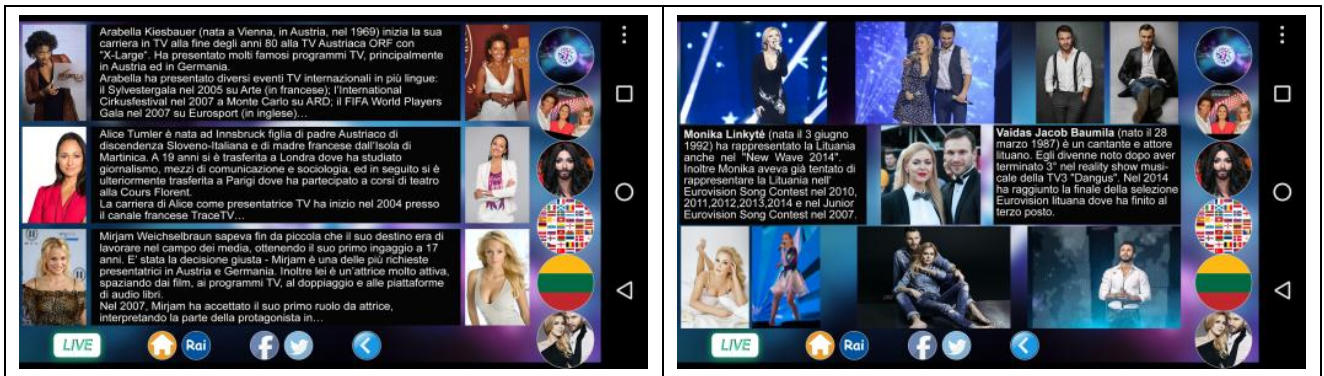 Arabella Kiesbauer (nata a Vienna, in Austria, nel 1969) inizia la sua
carriera in TV alla fine degli anni 80 alla TV Austriaca ORF con
"X-Large". Ha presentato molti famosi programmi TV, principalmente
in Austria ed in Germania.
Arabella ha presentato diversi eventi TV internazionali in più lingue:
il Sylvestergala nel 2005 su Arte (in francese); l'International
Cirkusfestival nel 2007 a Monte Carlo su ARD; il FIFA World Players
Gala nel 2007 su Eurosport (in inglese)...
Alice Tumler è nata ad Innsbruck figlia di padre Austriaco di
discendenza Sloveno-Italiana e di madre francese dall'Isola di
Martinica. A 19 anni si è trasferita a Londra dove ha studiato
giornalismo, mezzi di comunicazione e sociologia, ed in seguito si è
ulteriormente trasferita a Parigi dove ha partecipato a corsi di teatro
alla Cours Florent.
La carriera di Alice come presentatrice TV ha inizio nel 2004 presso
il canale francese TraceTV...
Mirjam Weichselbraun sapeva fin da piccola che il suo destino era di
lavorare nel campo dei media, ottenendo il suo primo ingaggio a 17
anni. E' stata la decisione giusta - Mirjam è una delle più richieste
presentatrici in Austria e Germania. Inoltre lei è un'attrice molto attiva,
spaziando dai film, ai programmi TV, al doppiaggio e alle piattaforme
di audio libri.
Nel 2007, Mirjam ha accettato il suo primo ruolo da attrice,
interpretando la parte della protagonista in...
LIVE
Rai
Monika Linkytė (nata il 3 giugno
1992) ha rappresentato la Lituania
anche nel "New Wave 2014".
Inoltre Monika aveva già tentato di
rappresentare la Lituania nell'
Eurovision Song Contest nel 2010,
2011,2012,2013,2014 e nel Junior
Eurovision Song Contest nel 2007.
Vaidas Jacob Baumila (nato il 28
marzo 1987) è un cantante e attore
lituano. Egli divenne noto dopo aver
terminato 3° nel reality show musi-
cale della TV3 "Dangus". Nel 2014
ha raggiunto la finale della selezione
Eurovision lituana dove ha finito al
terzo posto.
LIVE
Rai